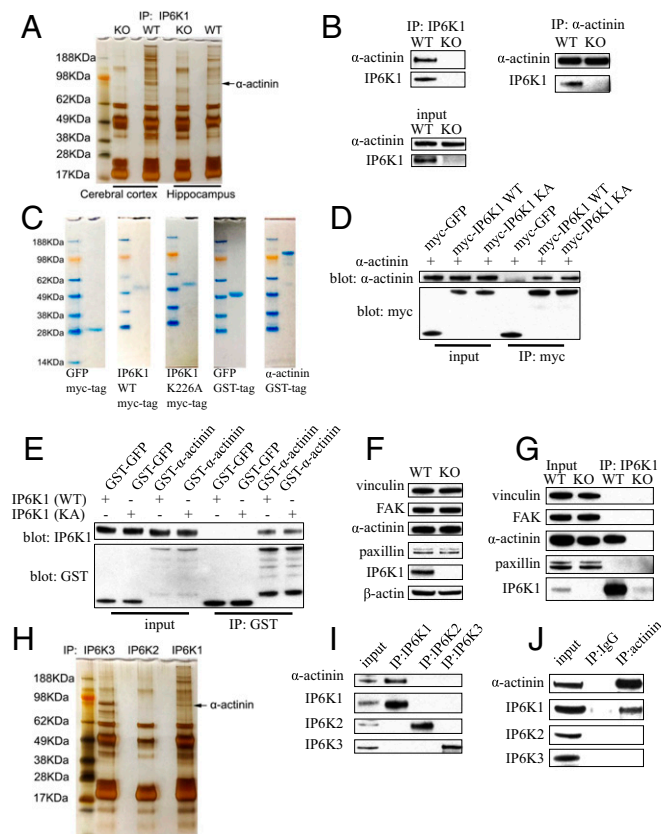 A
IP: IP6K1
KO WT KO WT
188KDa
98KDa
62KDa
49KDa
38KDa
28KDa
17KDa
α-actinin
Cerebral cortex Hippocampus
B
IP: IP6K1
WT KO
α-actinin
IP6K1
IP: α-actinin
WT KO
α-actinin
IP6K1
input
WT KO
α-actinin
IP6K1
C
188KDa
98KDa
62KDa
49KDa
38KDa
28KDa
14KDa
GFP
myc-tag
IP6K1
WT
myc-tag
IP6K1
K226A
myc-tag
GFP
GST-tag
α-actinin
GST-tag
D
myc-GFP
myc-IP6K1 WT
myc-IP6K1 KA
myc-GFP
myc-IP6K1 WT
myc-IP6K1 KA
α-actinin + + + + + +
blot: α-actinin
blot: myc
input IP: myc
E
GST-GFP
GST-GFP
GST-α-actinin
GST-α-actinin
GST-GFP
GST-GFP
GST-α-actinin
GST-α-actinin
IP6K1 (WT) + - + - + - + -
IP6K1 (KA) - + - + - + - +
blot: IP6K1
blot: GST
input IP: GST
F
WT KO
vinculin
FAK
α-actinin
paxillin
IP6K1
β-actin
G
Input IP: IP6K1
WT KO WT KO
vinculin
FAK
α-actinin
paxillin
IP6K1
H
IP: IP6K3 IP6K2 IP6K1
188KDa
98KDa
62KDa
49KDa
38KDa
28KDa
17KDa
α-actinin
I
input
IP:IP6K1
IP:IP6K2
IP:IP6K3
α-actinin
IP6K1
IP6K2
IP6K3
J
input
IP:IgG
IP:actinin
α-actinin
IP6K1
IP6K2
IP6K3